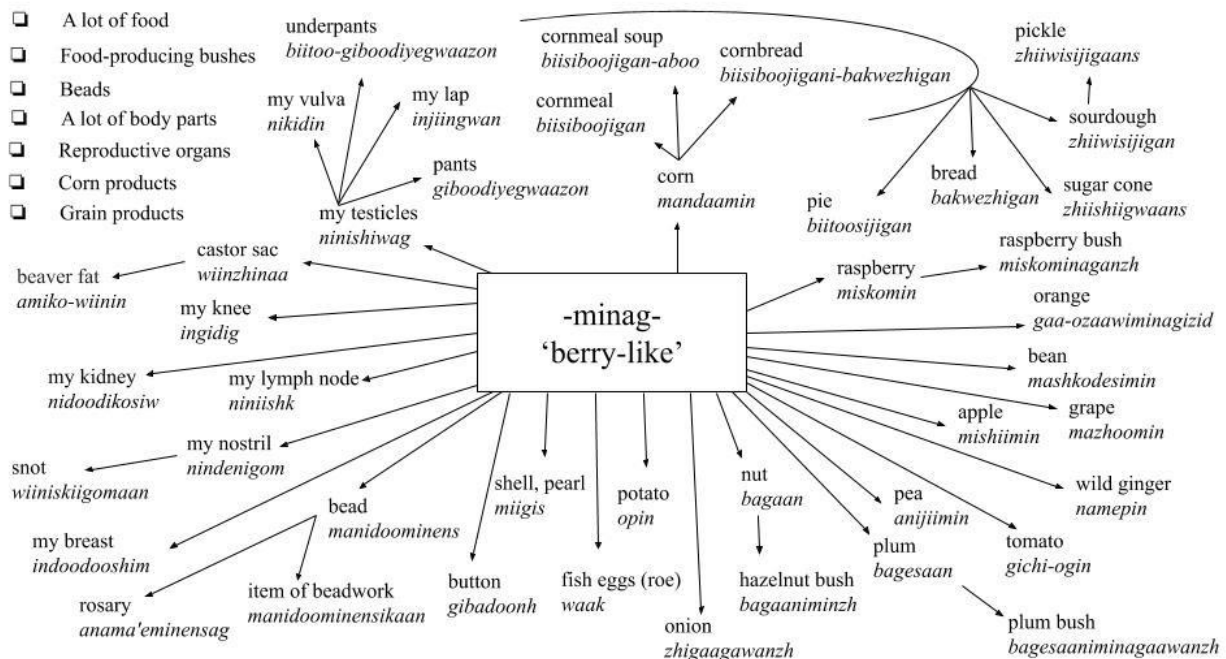 A lot of food
Food-producing bushes
Beads
A lot of body parts
Reproductive organs
Corn products
Grain products
underpants
biitoo-giboodiyegwaazon
my vulva
nikidin
my lap
injiingwan
pants
giboodiyegwaazon
my testicles
ninishiwag
cornmeal soup
biisiboojigan-aboo
cornbread
biisiboojigani-bakwezhigan
cornmeal
biisiboojigan
corn
mandaamin
pickle
zhiiwisijigaans
sourdough
zhiiwisijigan
bread
bakwezhigan
sugar cone
zhiishiigwaans
pie
biitoosijigan
castor sac
wiinzhinaa
beaver fat
amiko-wiinin
my knee
ingidig
my kidney
nidoodikosiw
my lymph node
niniishk
my nostril
nindenigom
snot
wiiniskiigomaan
my breast
indoodooshim
-minag-
‘berry-like’
raspberry
miskomin
raspberry bush
miskominaganzh
orange
gaa-ozaawiminagizid
bean
mashkodesimin
grape
mazhoomin
apple
mishiimin
wild ginger
namepin
bead
manidoominens
rosary
anama'eminensag
item of beadwork
manidoominensikaan
button
gibadoonh
shell, pearl
miigis
fish eggs (roe)
waak
potato
opin
onion
zhigaagawanzh
nut
bagaan
hazelnut bush
bagaaniminzh
pea
anijiimin
plum
bagesaan
tomato
gichi-ogin
plum bush
bagesaaniminagaawanzh